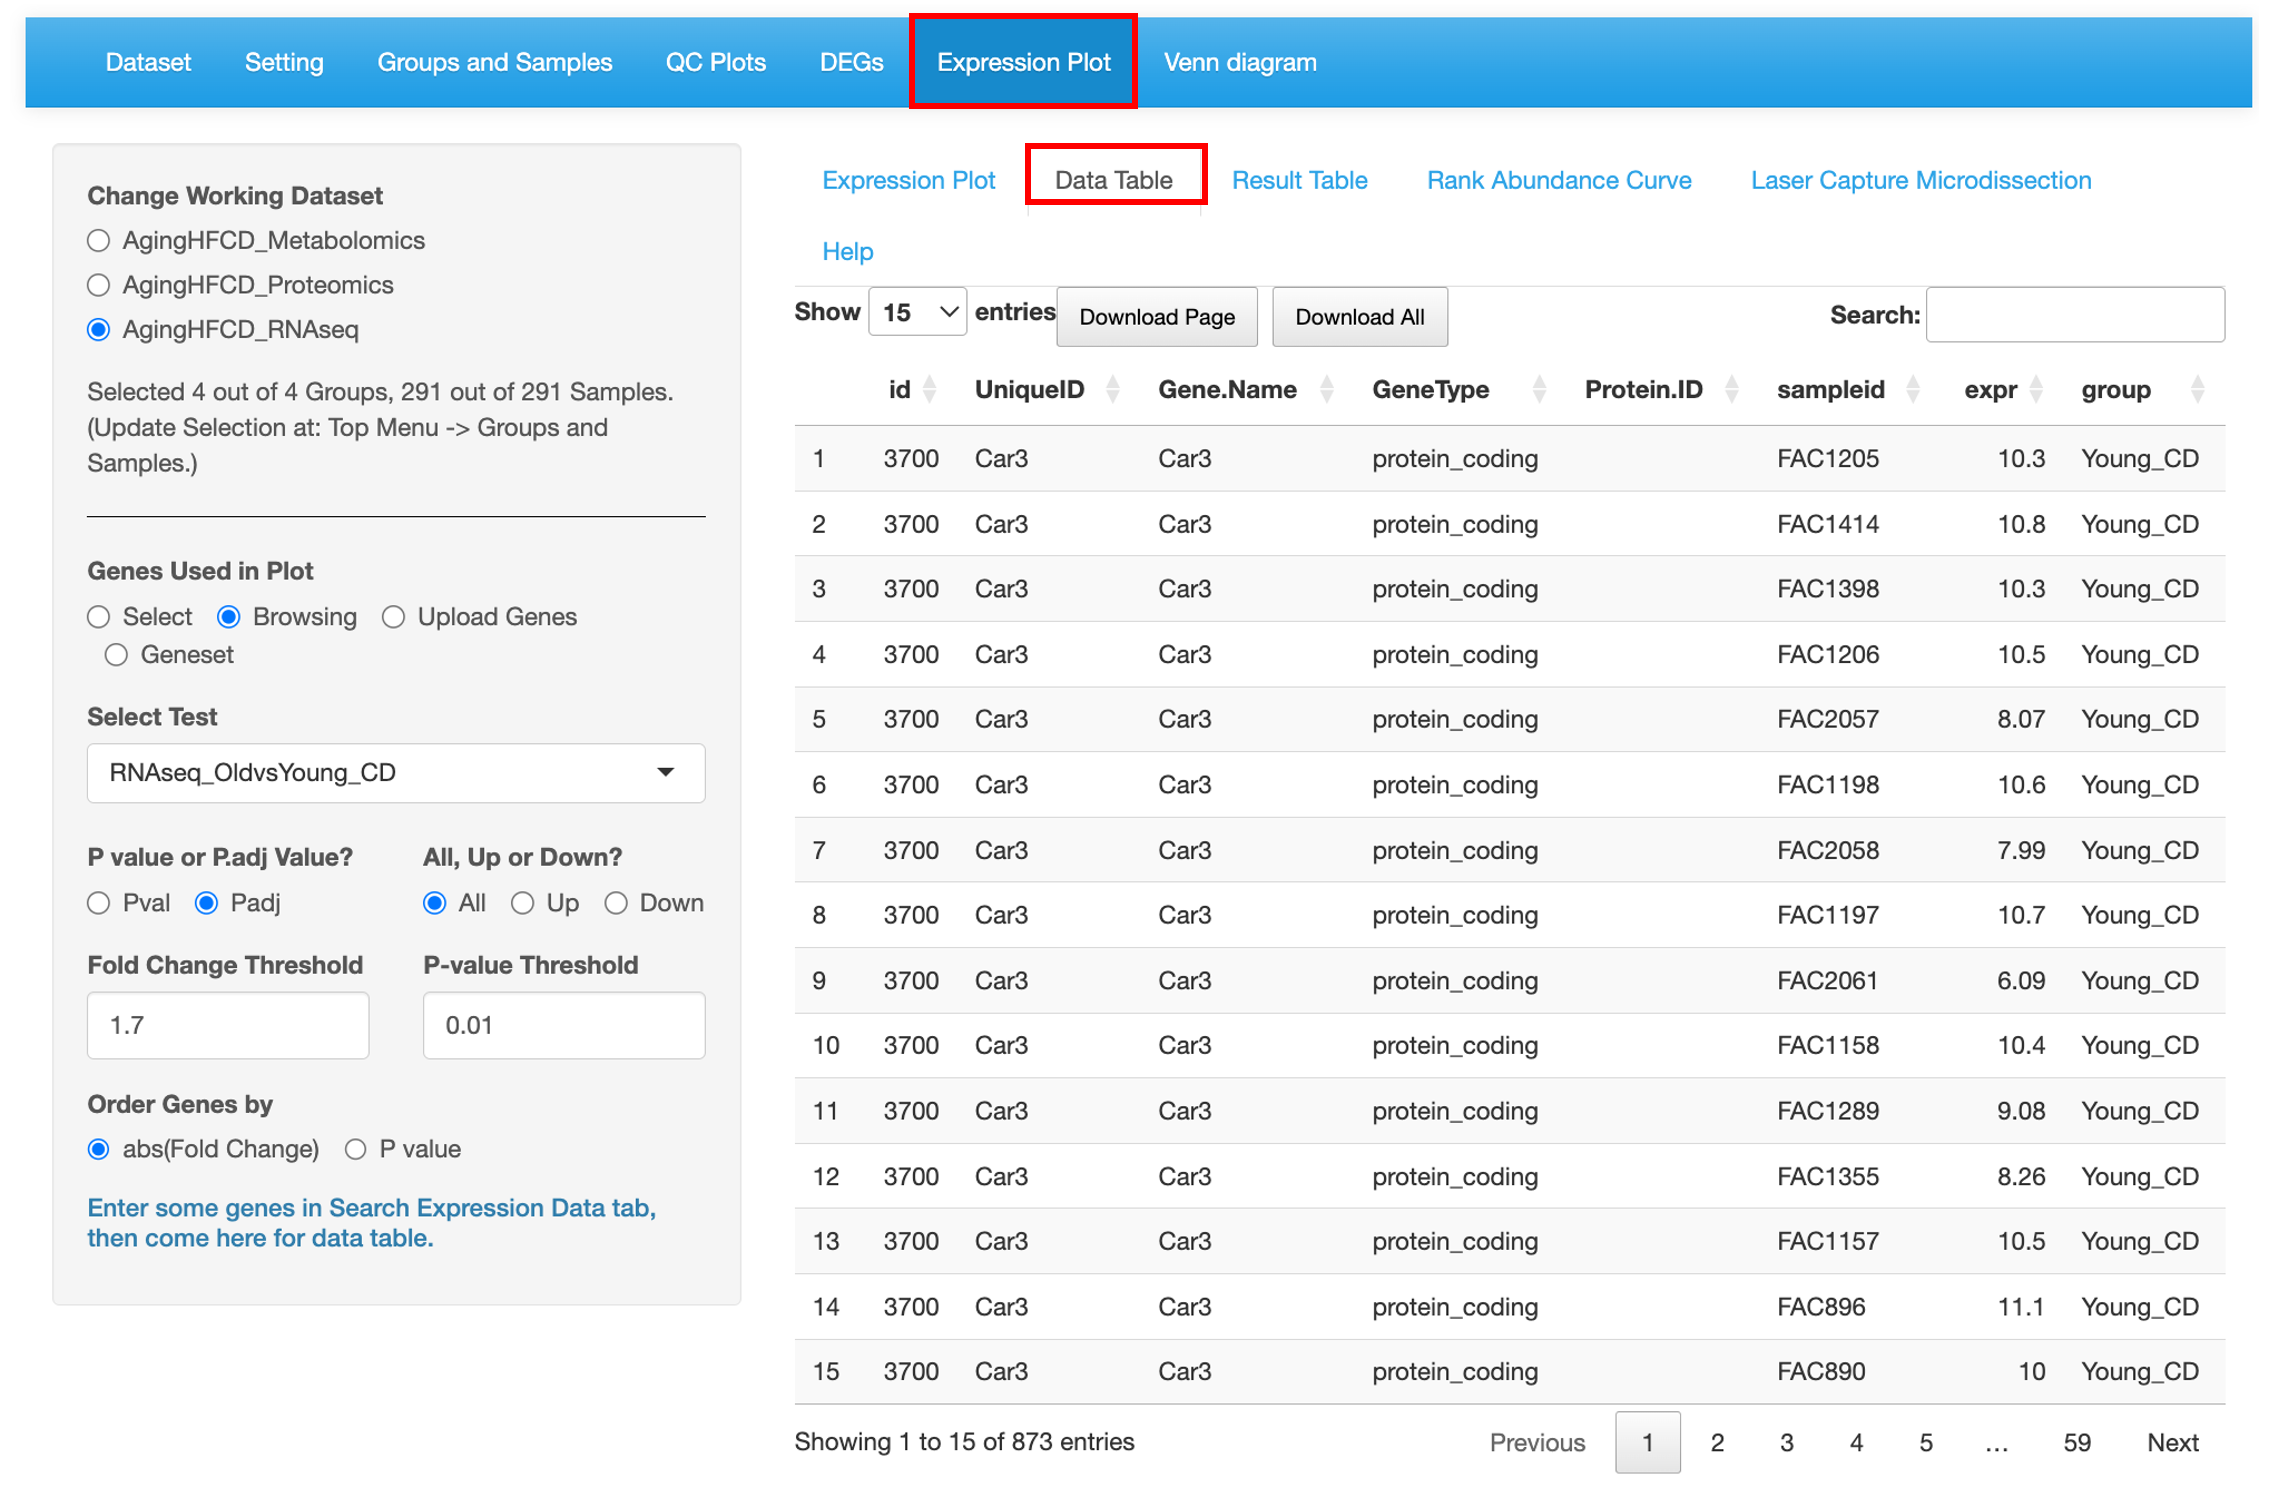 Dataset Setting Groups and Samples QC Plots DEGs Expression Plot Venn diagram
Change Working Dataset
AgingHFCD_Metabolomics
AgingHFCD_Proteomics
AgingHFCD_RNAseq
Selected 4 out of 4 Groups, 291 out of 291 Samples.
(Update Selection at: Top Menu -> Groups and
Samples.)
Genes Used in Plot
Select Browsing Upload Genes
Geneset
Select Test
RNAseq_OldvsYoung_CD
P value or P.adj Value? All, Up or Down?
Pval Padj All Up Down
Fold Change Threshold P-value Threshold
1.7 0.01
Order Genes by
abs(Fold Change) P value
Enter some genes in Search Expression Data tab,
then come here for data table.
Expression Plot Data Table Result Table Rank Abundance Curve Laser Capture Microdissection
Help
Show 15 entries Download Page Download All Search:
id UniqueID Gene.Name GeneType Protein.ID sampleid expr group
1 3700 Car3 Car3 protein_coding FAC1205 10.3 Young_CD
2 3700 Car3 Car3 protein_coding FAC1414 10.8 Young_CD
3 3700 Car3 Car3 protein_coding FAC1398 10.3 Young_CD
4 3700 Car3 Car3 protein_coding FAC1206 10.5 Young_CD
5 3700 Car3 Car3 protein_coding FAC2057 8.07 Young_CD
6 3700 Car3 Car3 protein_coding FAC1198 10.6 Young_CD
7 3700 Car3 Car3 protein_coding FAC2058 7.99 Young_CD
8 3700 Car3 Car3 protein_coding FAC1197 10.7 Young_CD
9 3700 Car3 Car3 protein_coding FAC2061 6.09 Young_CD
10 3700 Car3 Car3 protein_coding FAC1158 10.4 Young_CD
11 3700 Car3 Car3 protein_coding FAC1289 9.08 Young_CD
12 3700 Car3 Car3 protein_coding FAC1355 8.26 Young_CD
13 3700 Car3 Car3 protein_coding FAC1157 10.5 Young_CD
14 3700 Car3 Car3 protein_coding FAC896 11.1 Young_CD
15 3700 Car3 Car3 protein_coding FAC890 10 Young_CD
Showing 1 to 15 of 873 entries Previous 1 2 3 4 5 … 59 Next